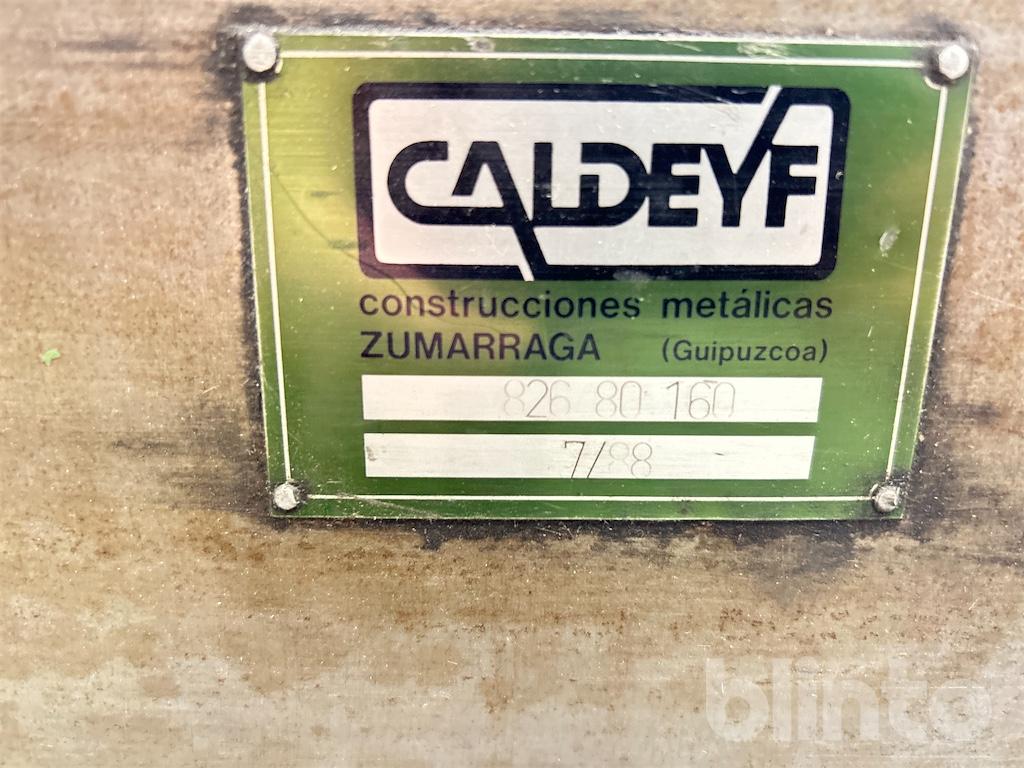 CALDEYF
construcciones metálicas
ZUMARRAGA (Guipuzcoa)
826 80 160
7/88
blinto